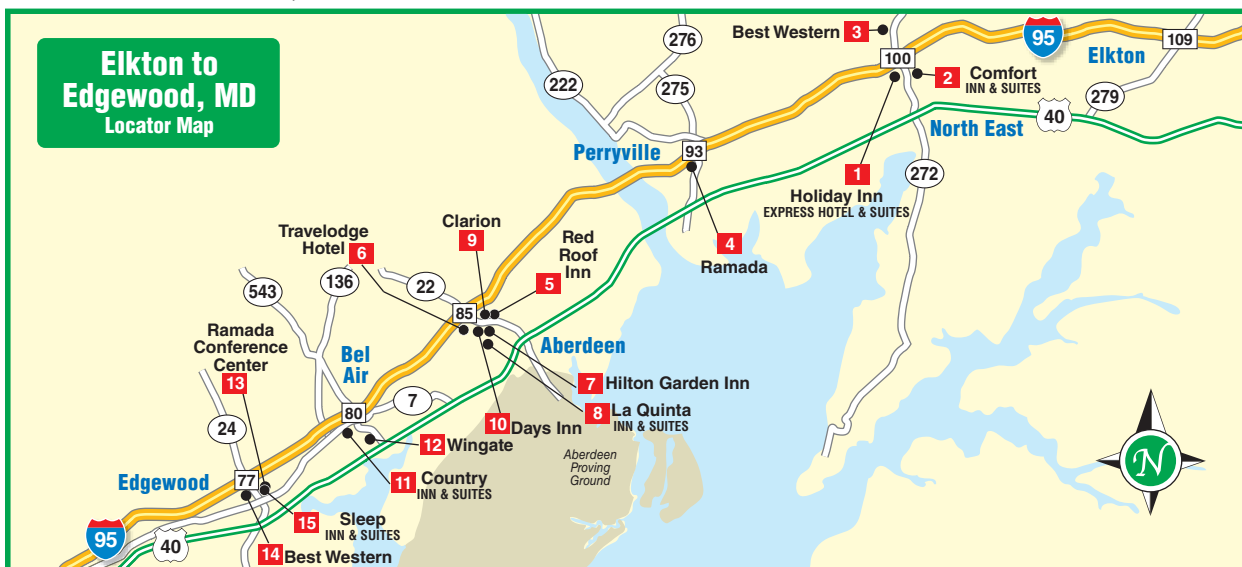 Elkton to
Edgewood, MD
Locator Map
276
Best Western 3
95
109
Elkton
100
2 Comfort
INN & SUITES
222
275
279
40
North East
93
Perryville
1
Holiday Inn
EXPRESS HOTEL & SUITES
272
Clarion
9
Travelodge
Hotel 6
Red
Roof
Inn
5
4
Ramada
136
22
543
85
Ramada
Conference
Center
13
Bel
Air
Aberdeen
7 Hilton Garden Inn
7
80
8 La Quinta
INN & SUITES
10 Days Inn
24
12 Wingate
Aberdeen
Proving
Ground
N
77
Edgewood
11 Country
INN & SUITES
15 Sleep
INN & SUITES
95
40
14 Best Western